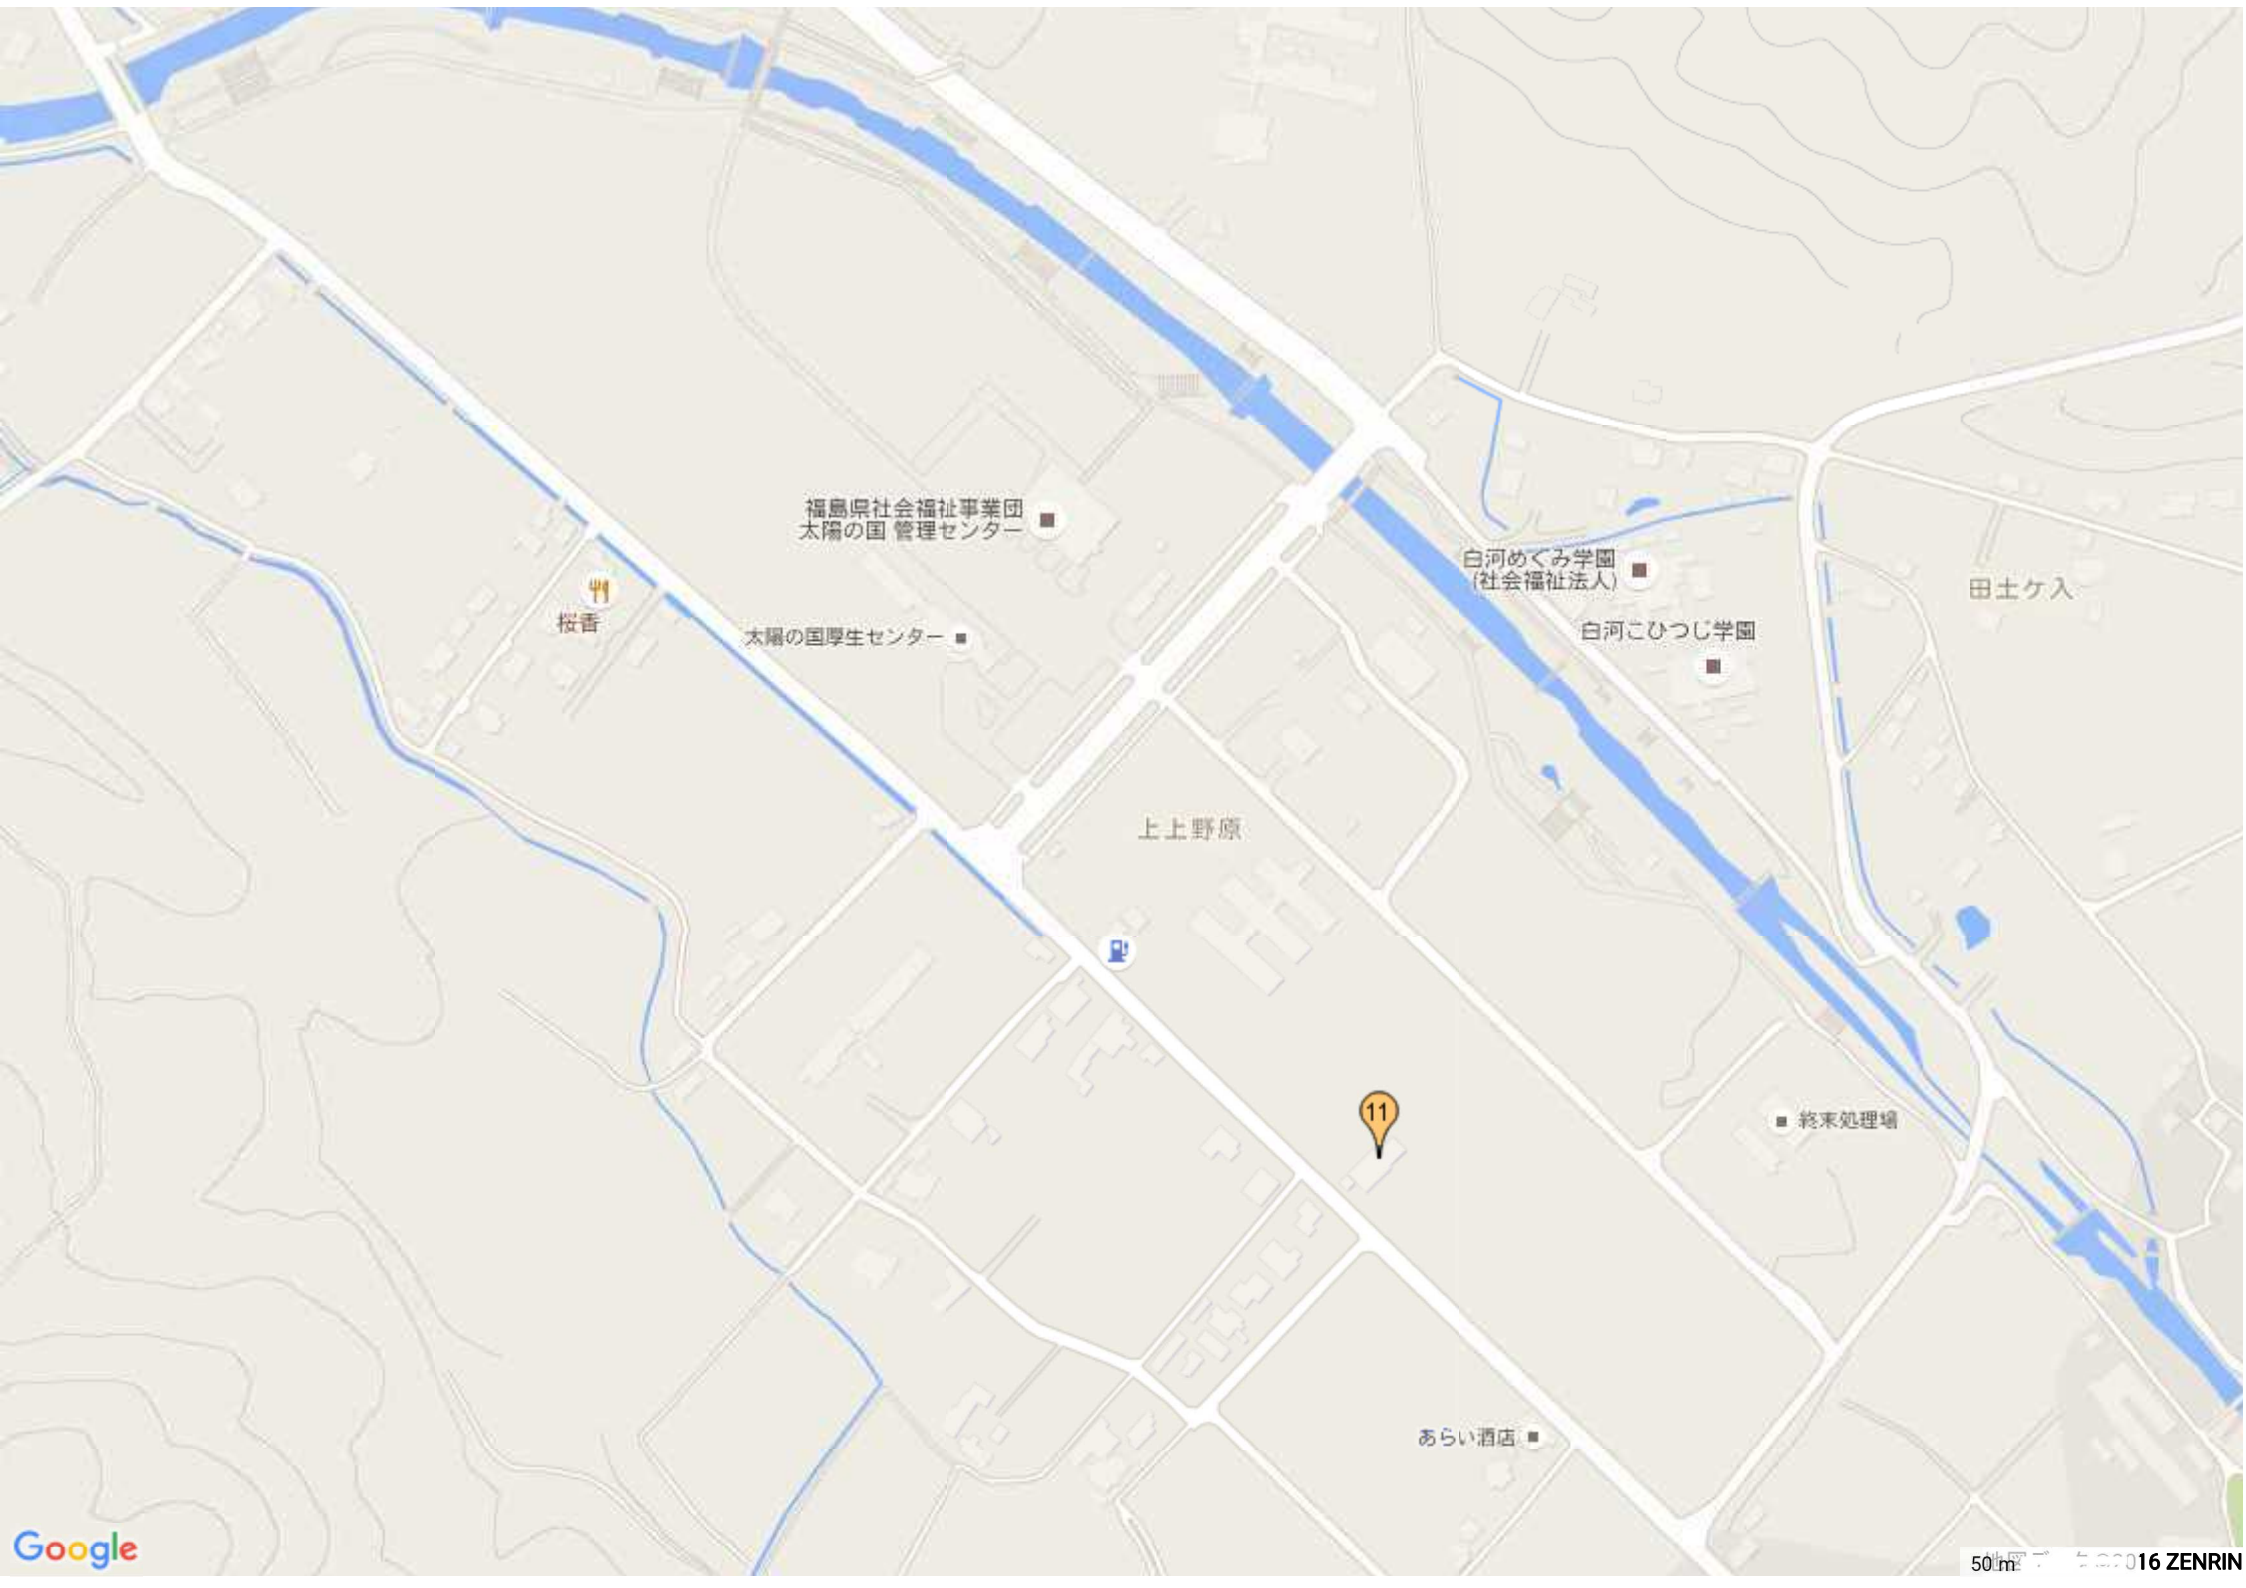 福島県社会福祉事業団
太陽の国 管理センター
白河めぐみ学園
(社会福祉法人)
田土ケ入
桜香
太陽の国厚生センター
白河こひつじ学園
上上野原
11
終末処理場
あらい酒店
Google
50 m
16 ZENRIN